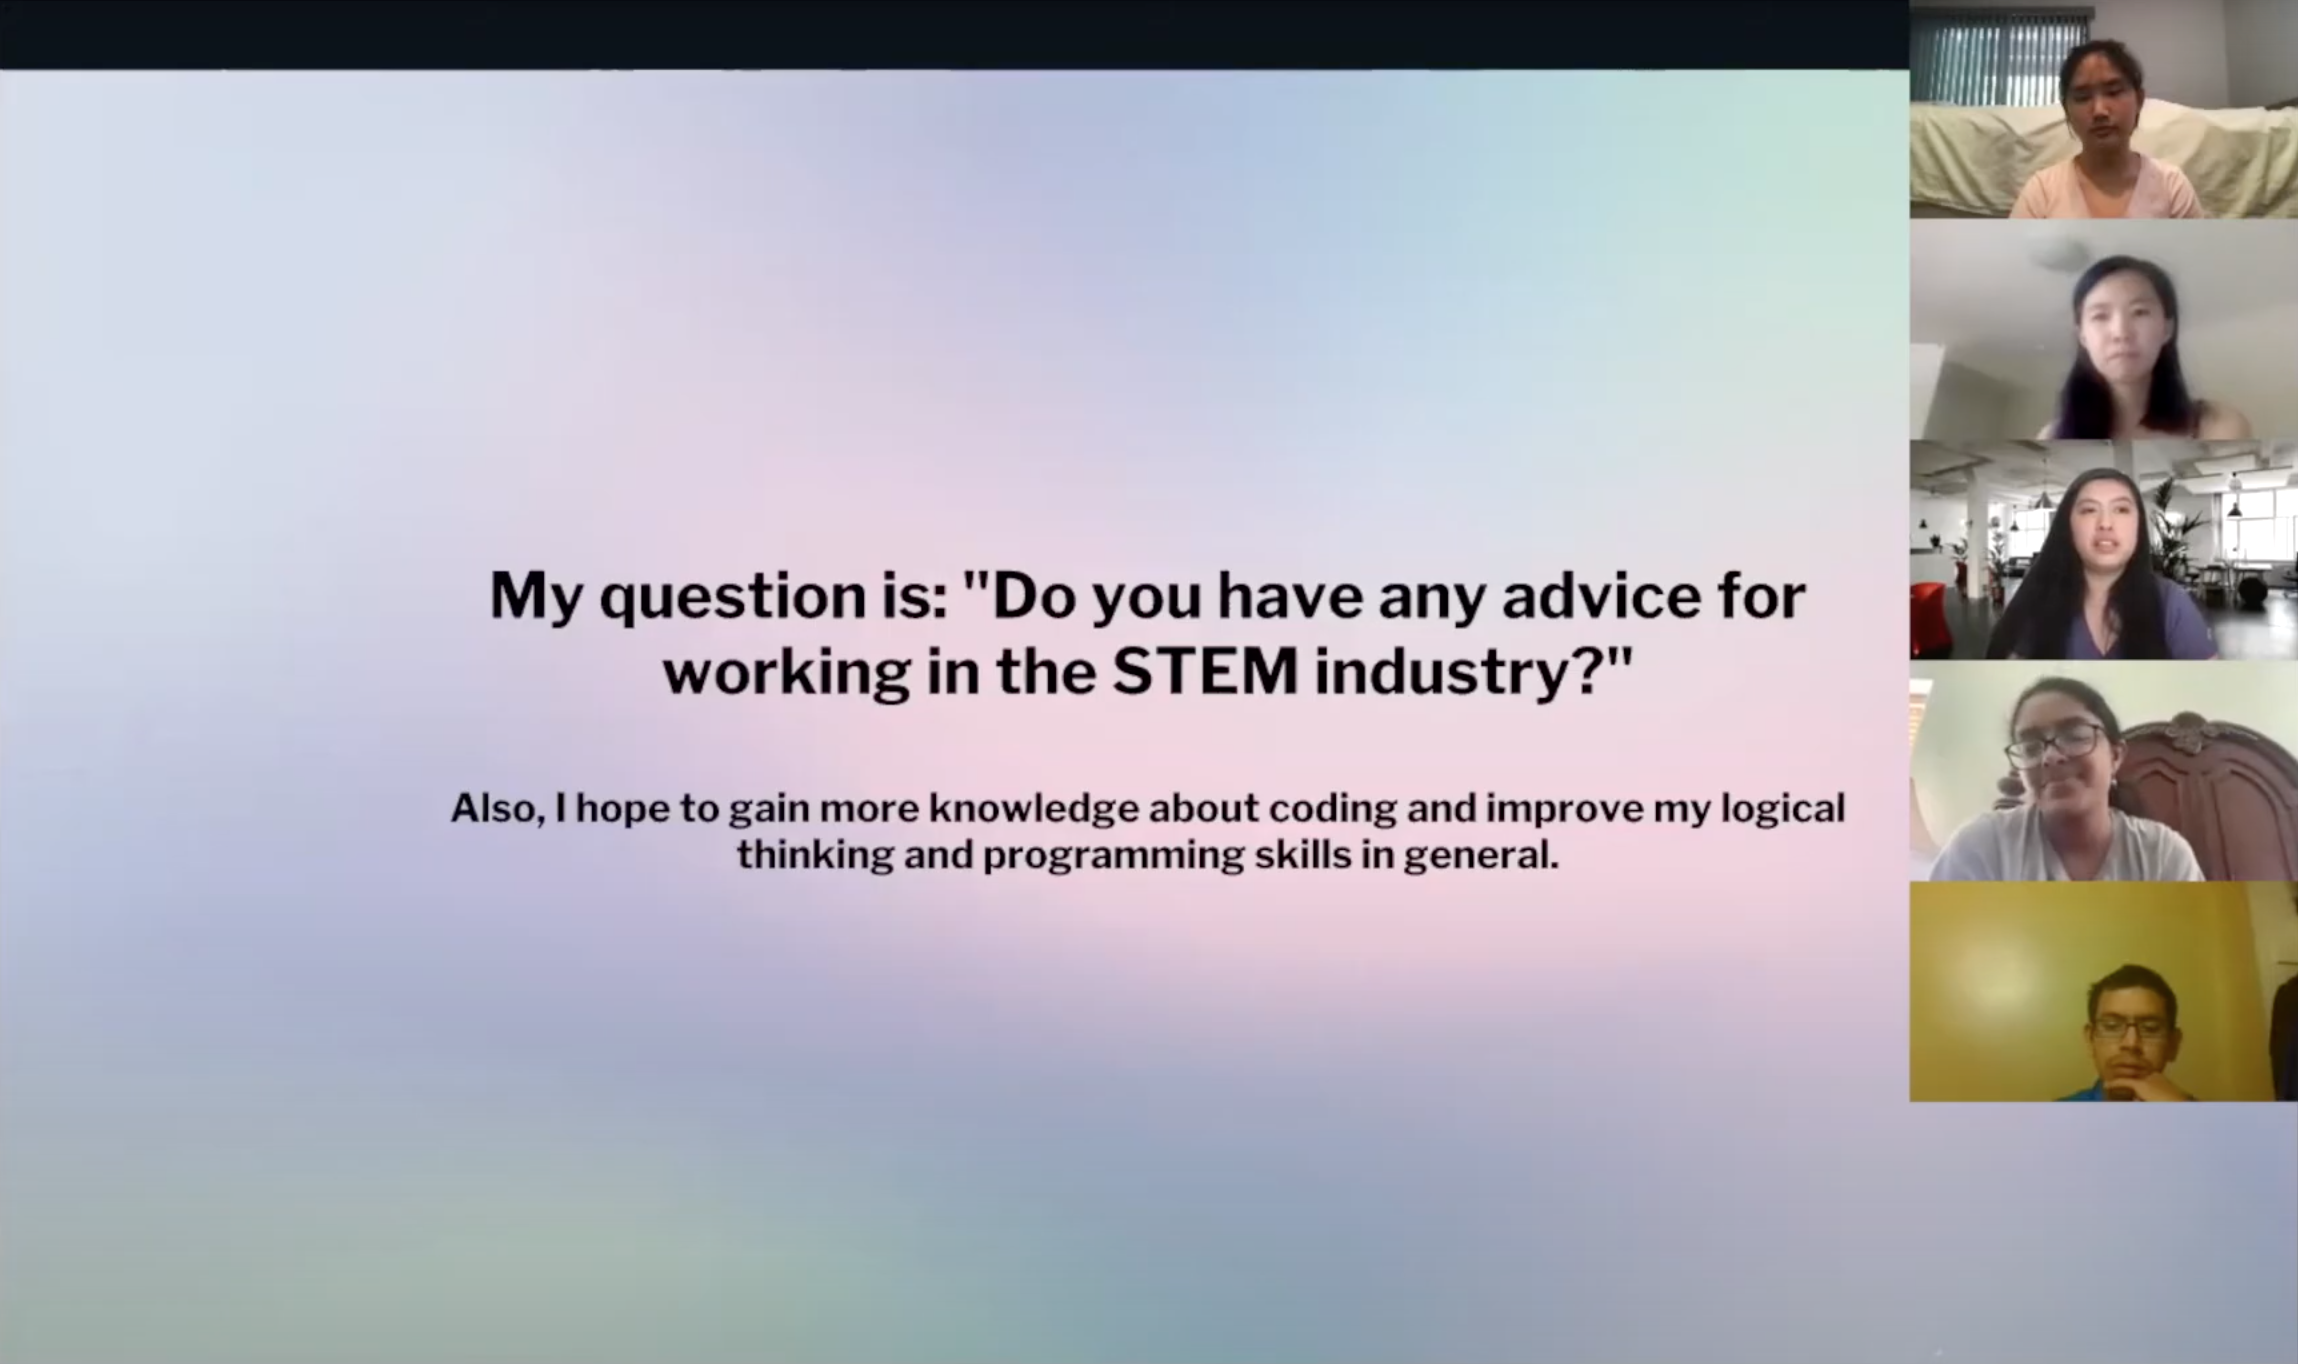 My question is: "Do you have any advice for
working in the STEM industry?"
Also, I hope to gain more knowledge about coding and improve my logical
thinking and programming skills in general.